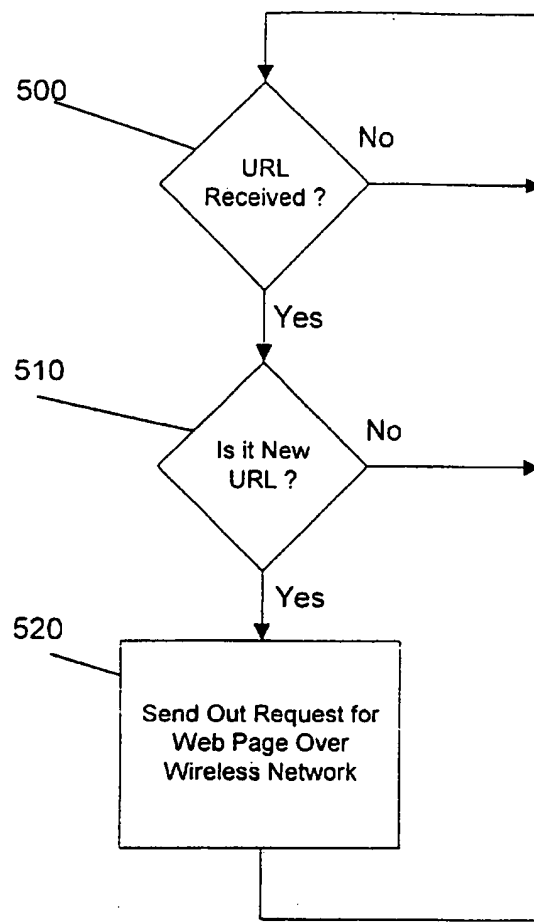 500
URL
Received ?
No
Yes
510
Is it New
URL ?
No
Yes
520
Send Out Request for
Web Page Over
Wireless Network